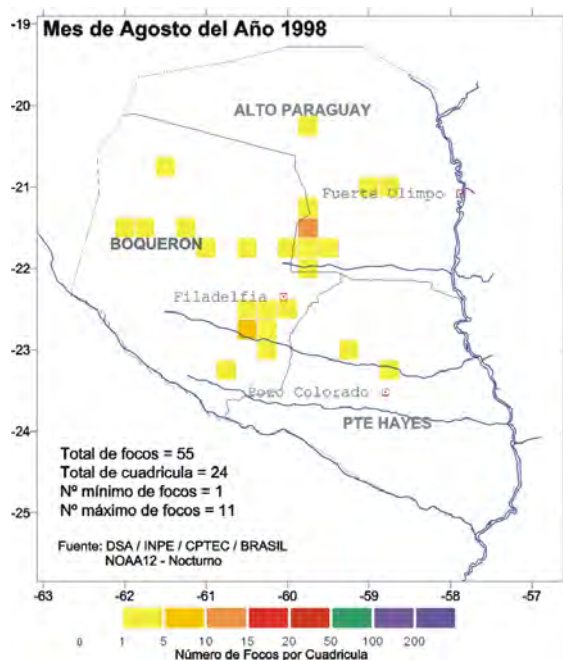 Mes de Agosto del Año 1998
-19
-20
-21
-22
-23
-24
-25
ALTO PARAGUAY
Fuerte Olimpo
BOQUERON
Filadelfia
Pozo Colorado
PTE HAYES
Total de focos = 55
Total de cuadricula = 24
Nº mínimo de focos = 1
Nº máximo de focos = 11
Fuente: DSA / INPE / CPTEC / BRASIL
NOAA12 - Nocturno
-63 -62 -61 -60 -59 -58 -57
0 1 5 10 15 20 50 100 200
Número de Focos por Cuadricula